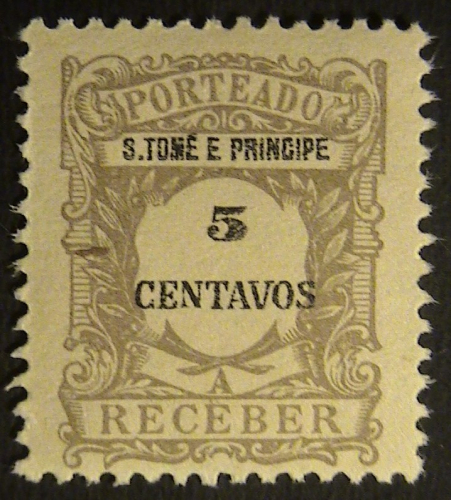 PORTEADO
S.TOMÉ E PRINCIPE
5
CENTAVOS
A
RECEBER